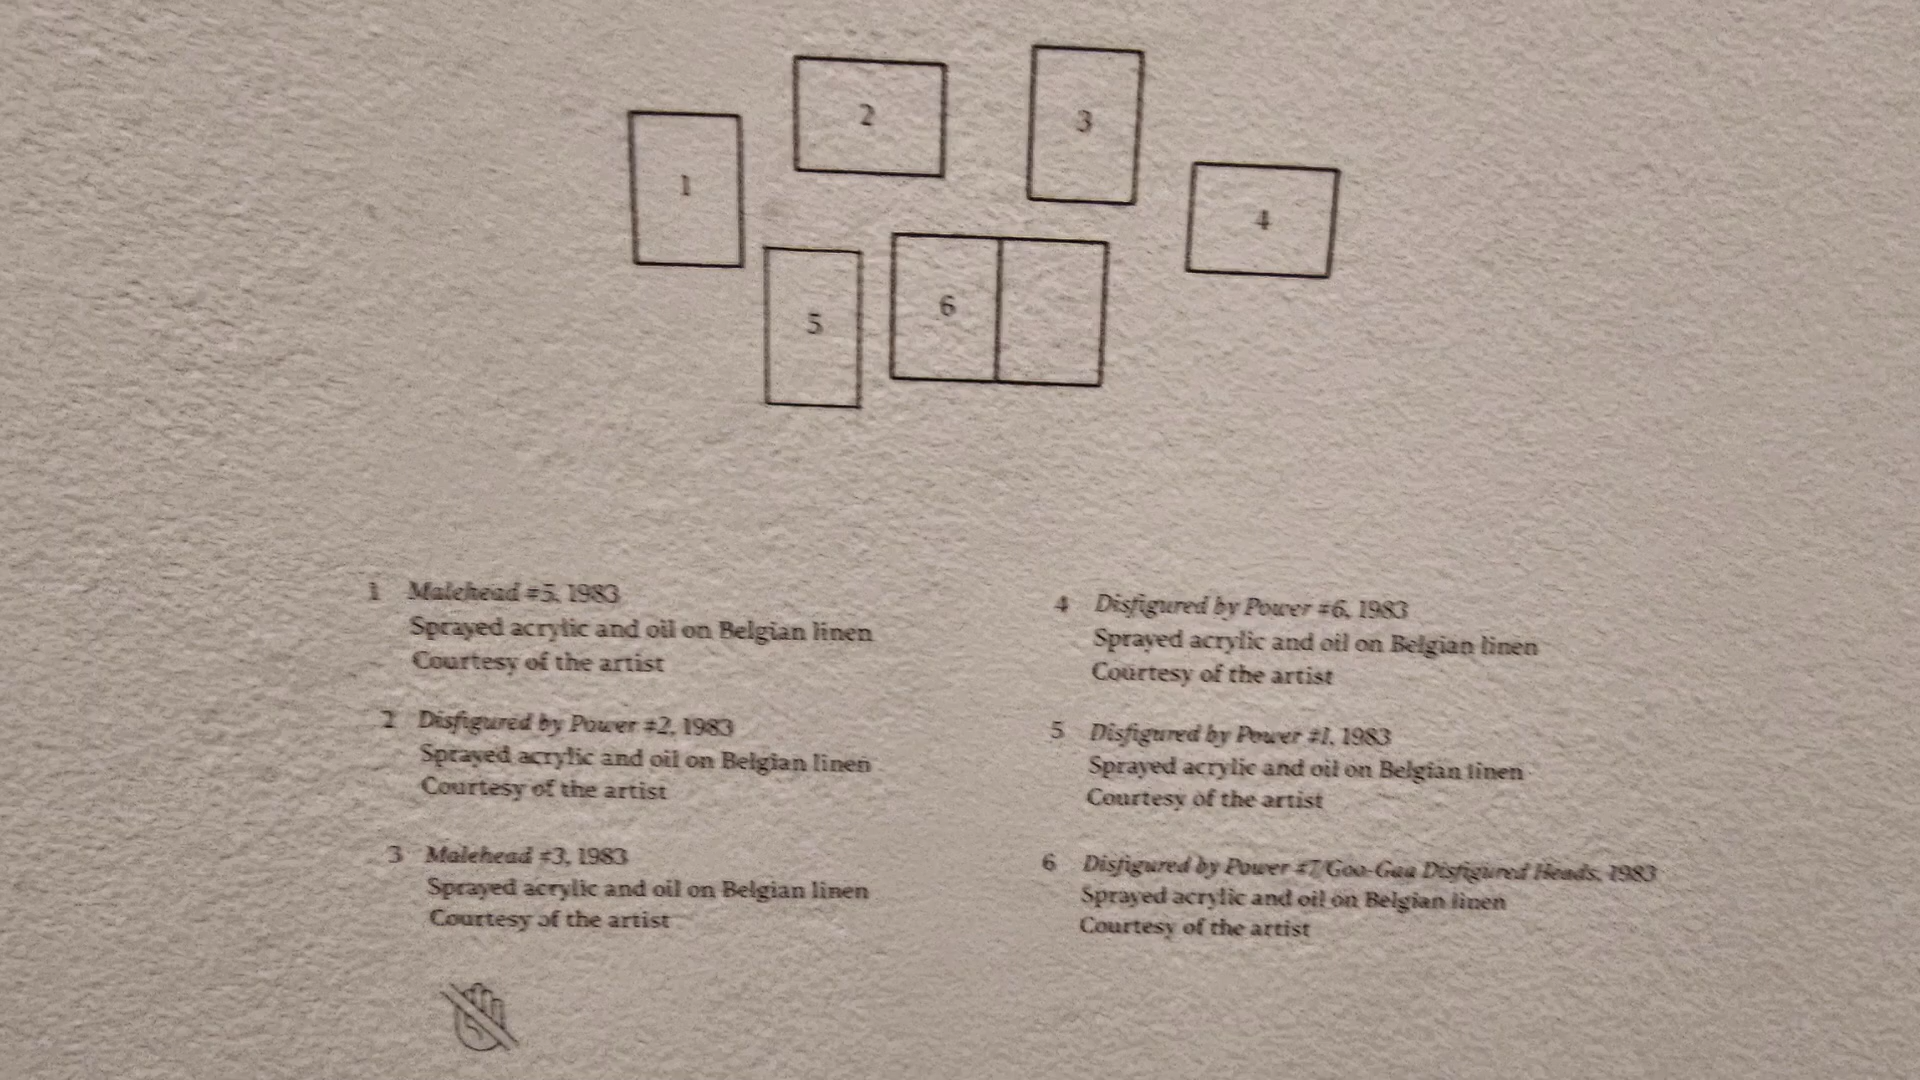 1
2
3
4
5
6
1 Malehead #5, 1983
Sprayed acrylic and oil on Belgian linen
Courtesy of the artist
2 Disfigured by Power #2, 1983
Sprayed acrylic and oil on Belgian linen
Courtesy of the artist
3 Malehead #3, 1983
Sprayed acrylic and oil on Belgian linen
Courtesy of the artist
4 Disfigured by Power #6, 1983
Sprayed acrylic and oil on Belgian linen
Courtesy of the artist
5 Disfigured by Power #1, 1983
Sprayed acrylic and oil on Belgian linen
Courtesy of the artist
6 Disfigured by Power #7/Goo-Gaa Disfigured Heads, 1983
Sprayed acrylic and oil on Belgian linen
Courtesy of the artist